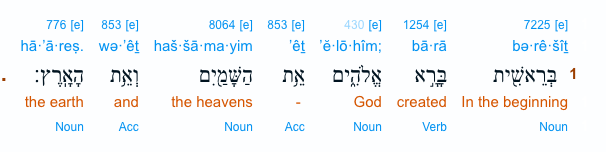 776 [e] 853 [e] 8064 [e] 853 [e] 430 [e] 1254 [e] 7225 [e]
hā·’ā·reṣ. wə·’êṯ haš·šā·ma·yim ’êṯ ’ĕ·lō·hîm; bā·rā bə·rê·šîṯ
1 בְּרֵאשִׁ֖ית בָּרָ֣א אֱלֹהִ֑ים אֵ֥ת הַשָּׁמַ֖יִם וְאֵ֥ת הָאָֽרֶץ׃ .
the earth and the heavens - God created In the beginning
Noun Acc Noun Acc Noun Verb Noun